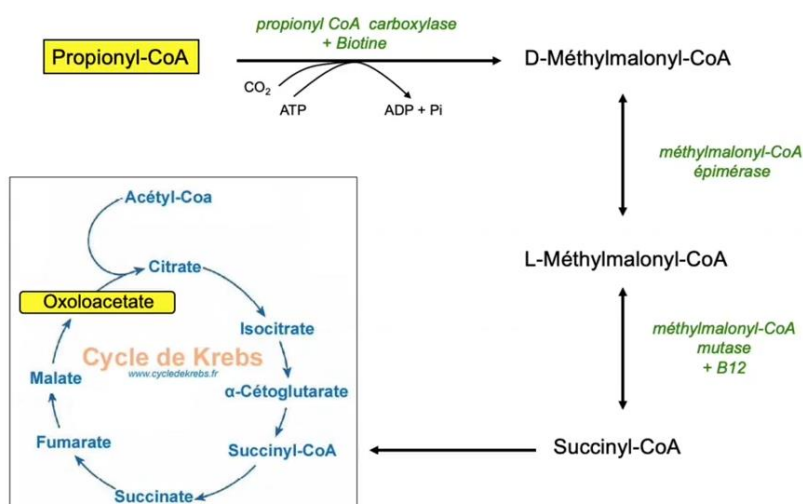 propionyl CoA carboxylase
+ Biotine
Propionyl-CoA
D-Méthylmalonyl-CoA
CO₂
ATP
ADP + Pi
méthylmalonyl-CoA
épimérase
L-Méthylmalonyl-CoA
méthylmalonyl-CoA
mutase
+ B12
Succinyl-CoA
Acétyl-Coa
Citrate
Oxoloacetate
Isocitrate
Cycle de Krebs
www.cycledekrebs.fr
Malate
α-Cétoglutarate
Fumarate
Succinyl-CoA
Succinate